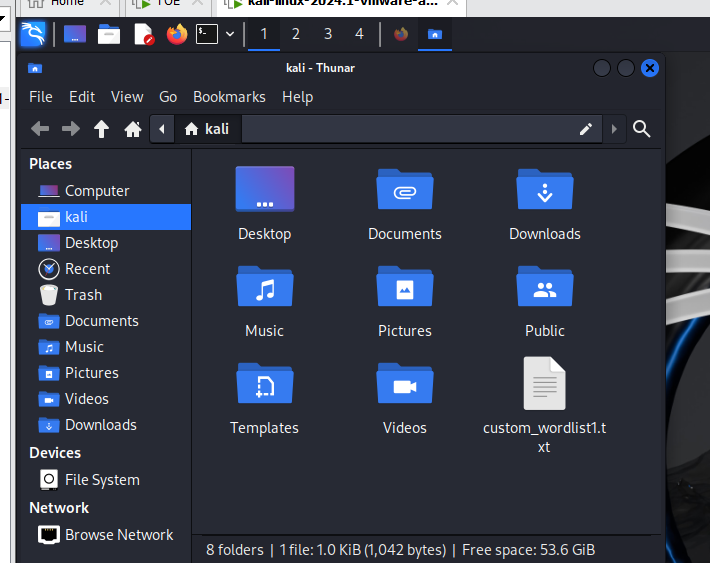 Home
TOE
kali-linux-2024.1-vmware-a...
1 2 3 4
kali - Thunar
File Edit View Go Bookmarks Help
kali
Places
Computer
kali
Desktop
Recent
Trash
Documents
Music
Pictures
Videos
Downloads
Devices
File System
Network
Browse Network
Desktop
Documents
Downloads
Music
Pictures
Public
Templates
Videos
custom_wordlist1.t
xt
8 folders | 1 file: 1.0 KiB (1,042 bytes) | Free space: 53.6 GiB